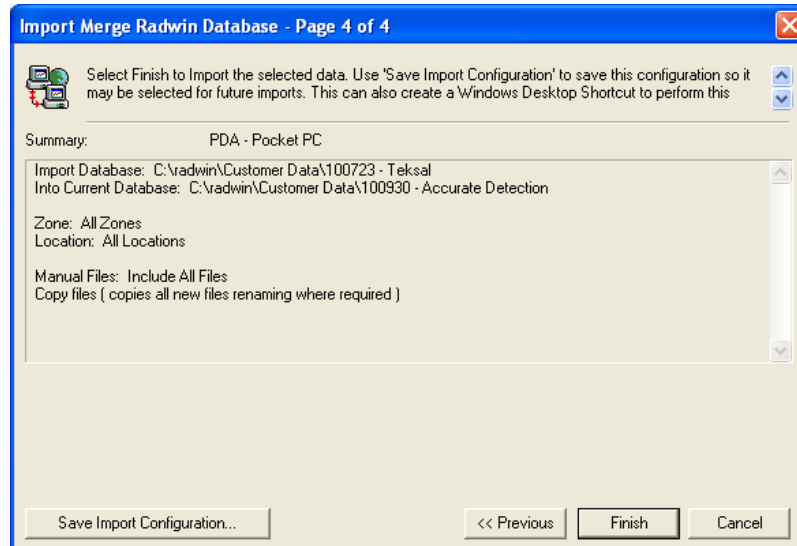 Import Merge Radwin Database - Page 4 of 4
Select Finish to Import the selected data. Use 'Save Import Configuration' to save this configuration so it
may be selected for future imports. This can also create a Windows Desktop Shortcut to perform this
Summary: PDA - Pocket PC
Import Database: C:\radwin\Customer Data\100723 - Teksal
Into Current Database: C:\radwin\Customer Data\100930 - Accurate Detection
Zone: All Zones
Location: All Locations
Manual Files: Include All Files
Copy files ( copies all new files renaming where required )
Save Import Configuration... << Previous Finish Cancel